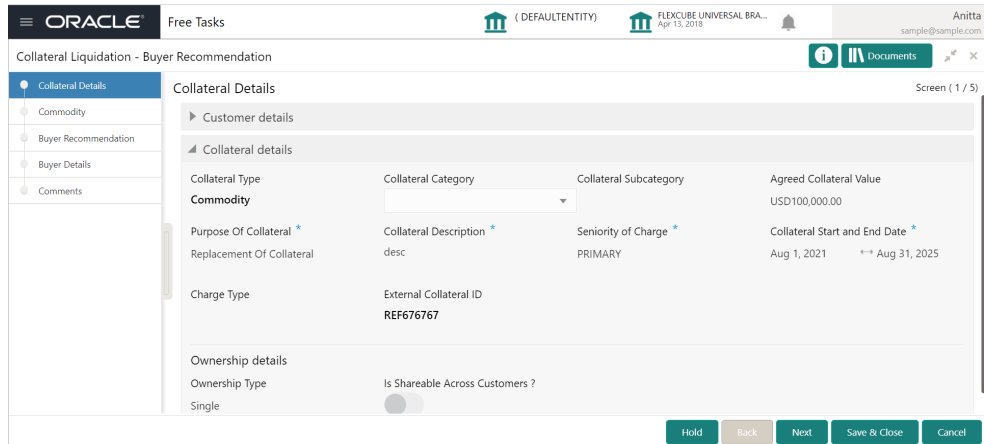 ORACLE
Free Tasks
( DEFAULTENTITY)
FLEXCUBE UNIVERSAL BRA...
Apr 13, 2018
Anitta
sample@sample.com
Collateral Liquidation - Buyer Recommendation
Documents
Collateral Details
Commodity
Buyer Recommendation
Buyer Details
Comments
Collateral Details
Screen ( 1 / 5)
Customer details
Collateral details
Collateral Type Collateral Category Collateral Subcategory Agreed Collateral Value
Commodity USD100,000.00
Purpose Of Collateral * Collateral Description * Seniority of Charge * Collateral Start and End Date *
Replacement Of Collateral desc PRIMARY Aug 1, 2021 ↔ Aug 31, 2025
Charge Type External Collateral ID
REF676767
Ownership details
Ownership Type Is Shareable Across Customers ?
Single
Hold Back Next Save & Close Cancel